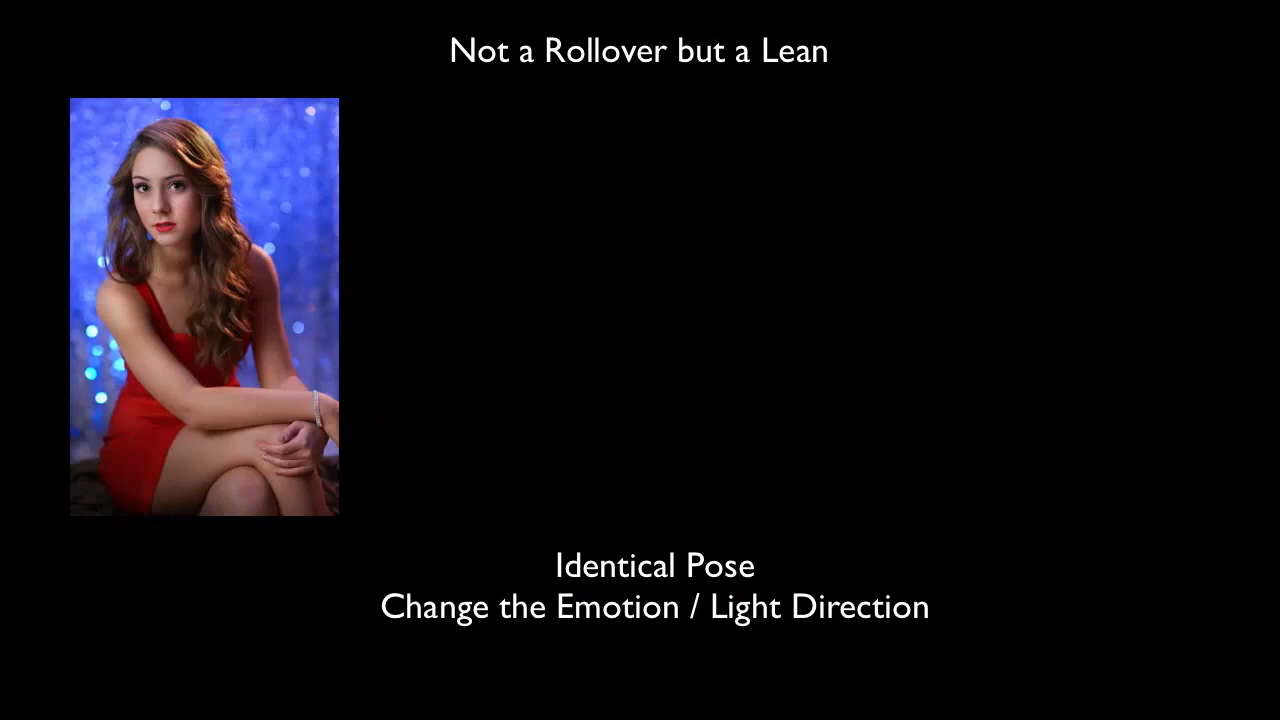 Not a Rollover but a Lean
Identical Pose
Change the Emotion / Light Direction